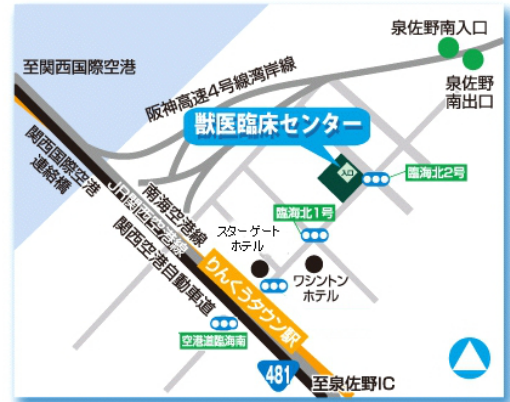 泉佐野南入口
至関西国際空港
泉佐野
南出口
阪神高速4号線湾岸線
獣医臨床センター
入口
臨海北2号
関西国際空港
連絡橋
JR関西空港線
南海空港線
関西空港自動車道
臨海北1号
スターゲート
ホテル
ワシントン
ホテル
りんくうタウン駅
空港道臨海南
481
至泉佐野IC